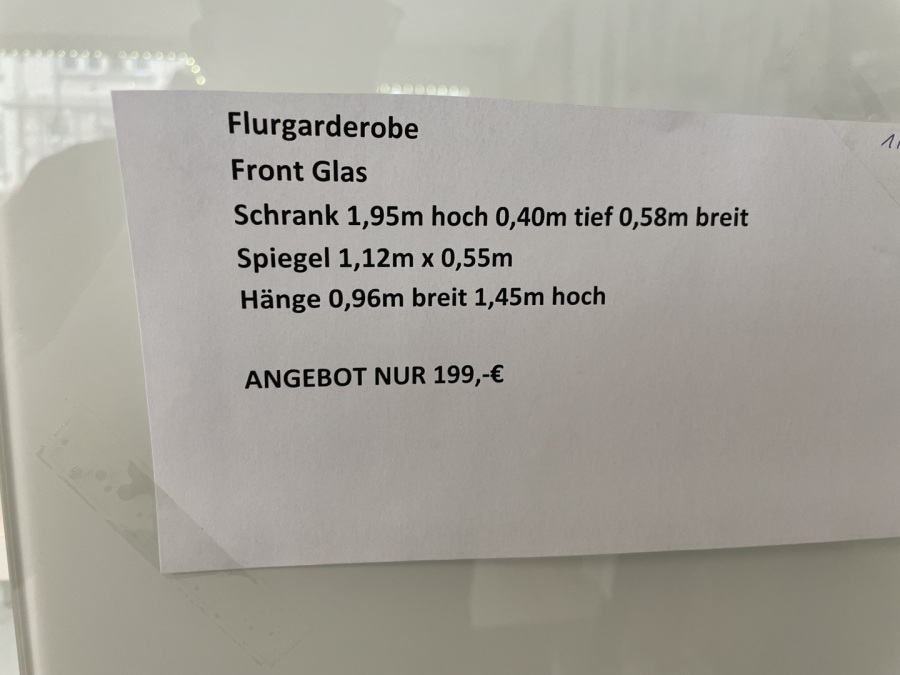 Flurgarderobe
Front Glas
Schrank 1,95m hoch 0,40m tief 0,58m breit
Spiegel 1,12m x 0,55m
Hänge 0,96m breit 1,45m hoch
ANGEBOT NUR 199,-€